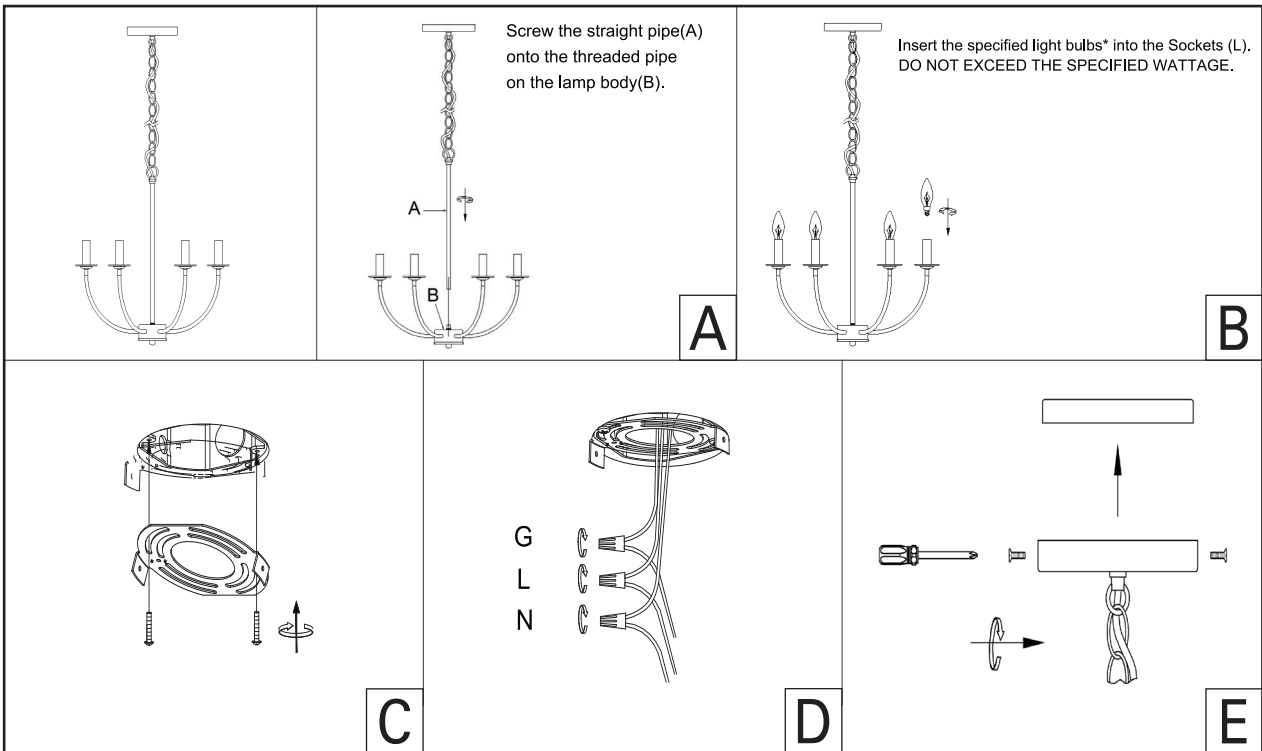 Screw the straight pipe(A)
onto the threaded pipe
on the lamp body(B).
A
B
A
Insert the specified light bulbs* into the Sockets (L).
DO NOT EXCEED THE SPECIFIED WATTAGE.
B
C
G
L
N
D
E